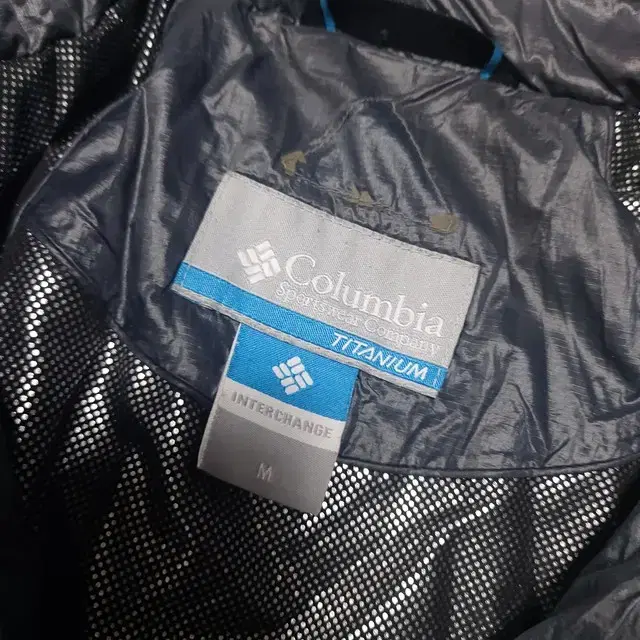 Columbia
Sportswear Company
TITANIUM
INTERCHANGE
M